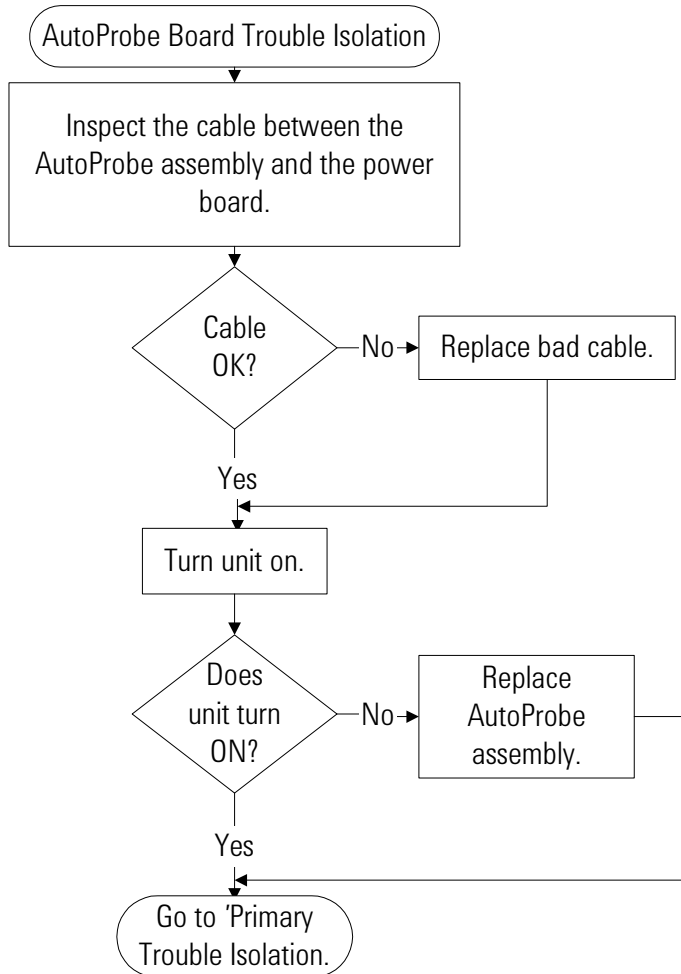 AutoProbe Board Trouble Isolation
Inspect the cable between the
AutoProbe assembly and the power
board.
Cable
OK?
No
Replace bad cable.
Yes
Turn unit on.
Does
unit turn
ON?
No
Replace
AutoProbe
assembly.
Yes
Go to 'Primary
Trouble Isolation.